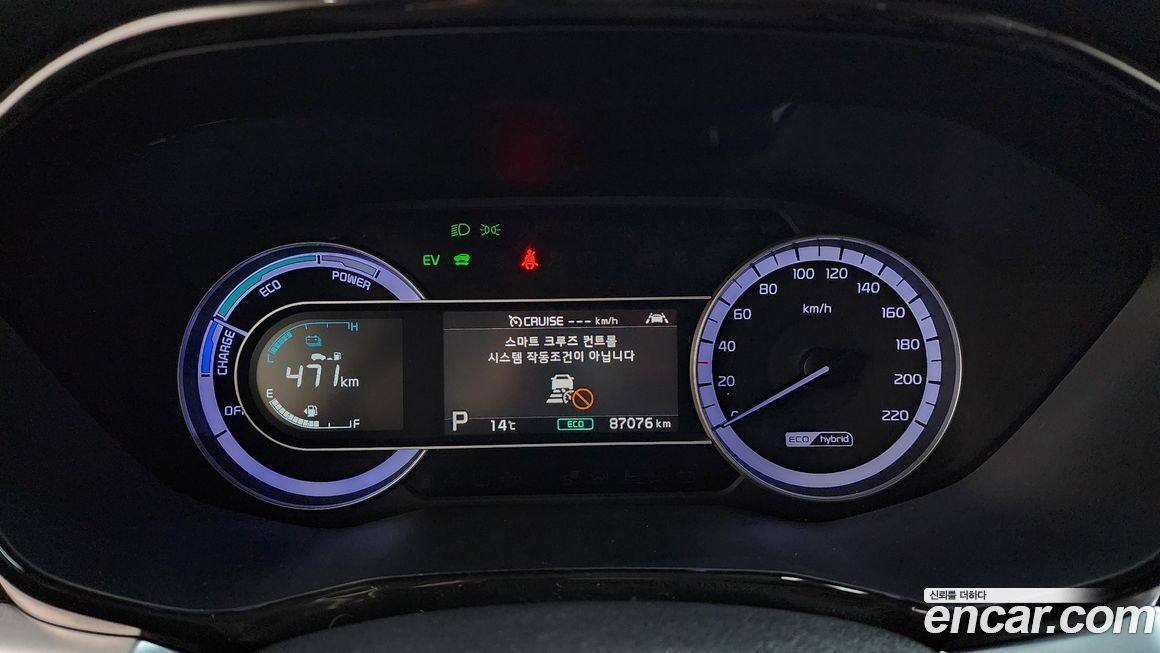 EV
POWER
ECO
CHARGE
H
471km
E
F
CRUISE --- km/h
스마트 크루즈 컨트롤
시스템 작동조건이 아닙니다
P
14℃
ECO
87076 km
20
40
60
80
100
120
140
160
180
200
220
km/h
ECO hybrid
신뢰를 더하다
encar.com